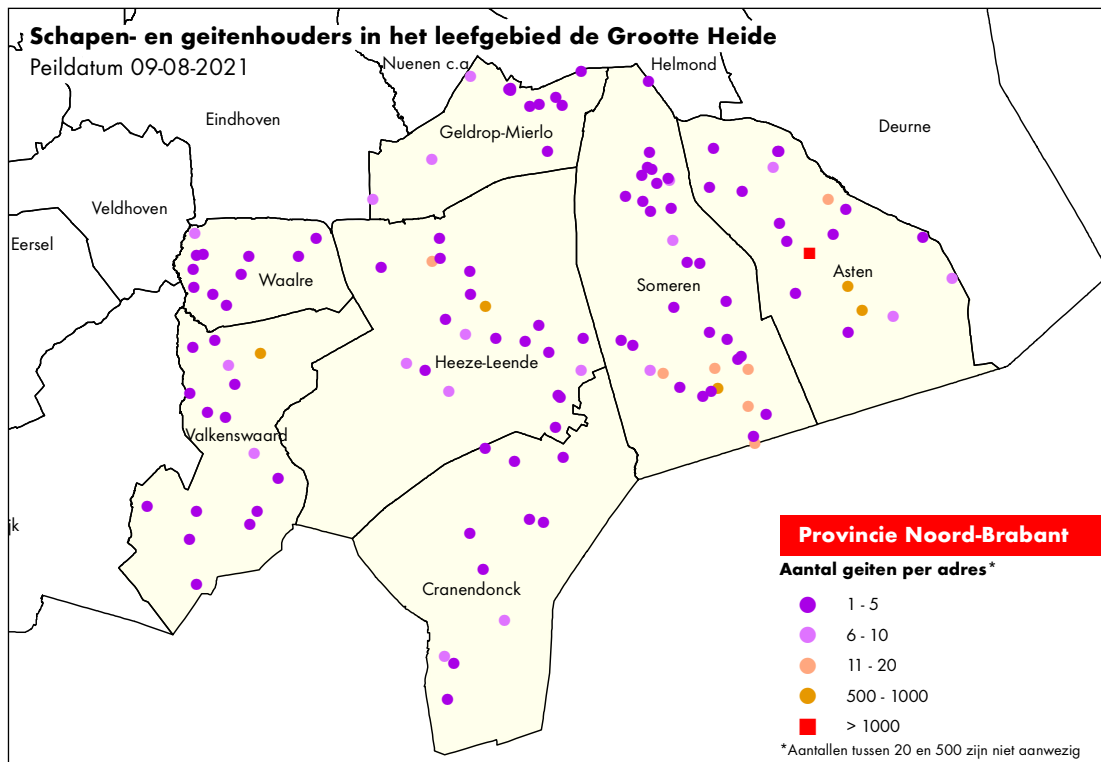 Schapen- en geitenhouders in het leefgebied de Grootte Heide
Peildatum 09-08-2021
Nuenen c.a.
Helmond
Eindhoven
Geldrop-Mierlo
Deurne
Veldhoven
Eersel
Waalre
Someren
Asten
Heeze-Leende
Valkenswaard
jk
Cranendonck
Provincie Noord-Brabant
Aantal geiten per adres*
1 - 5
6 - 10
11 - 20
500 - 1000
> 1000
*Aantallen tussen 20 en 500 zijn niet aanwezig